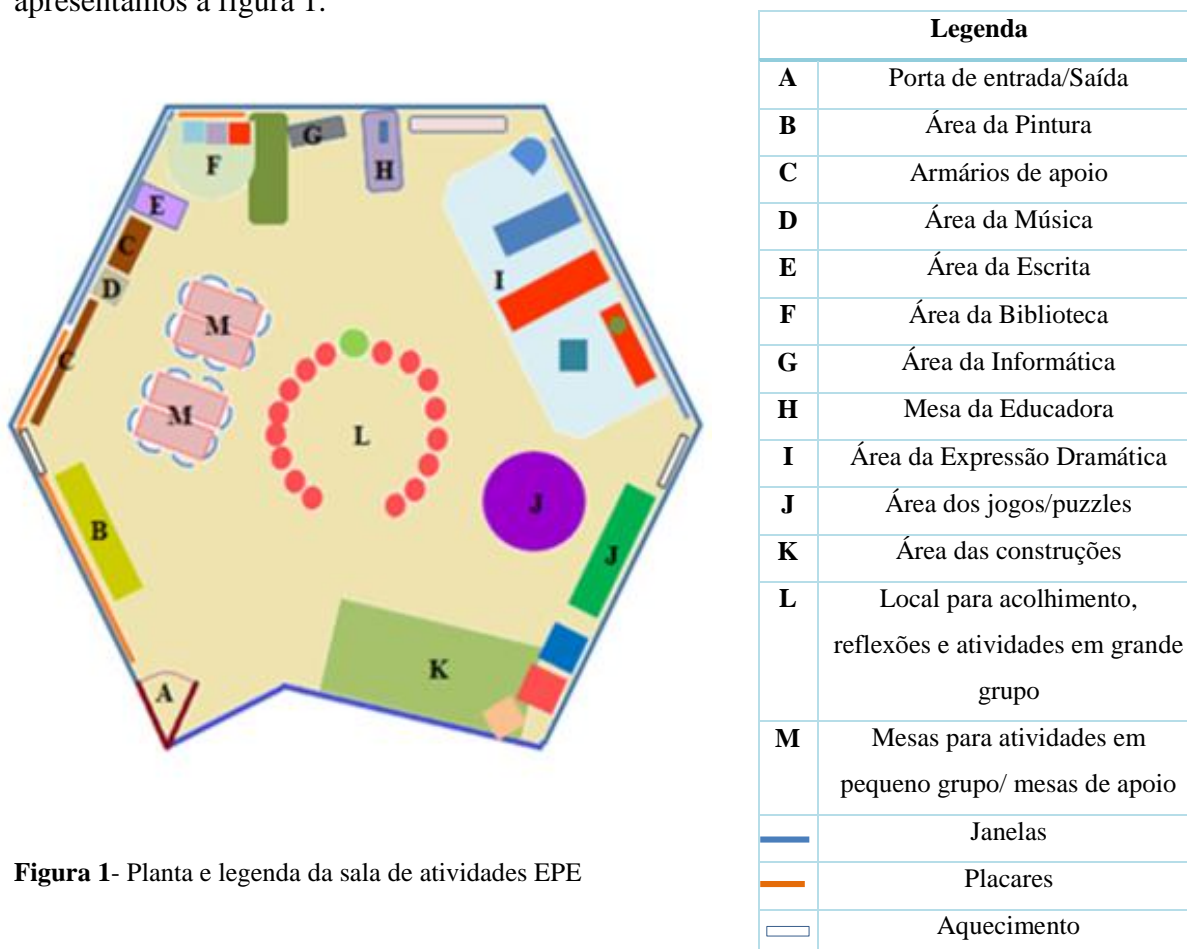 apresentamos a figura 1.
F
G
H
E
C
D
I
M
C
M
L
B
J
J
K
A
Figura 1- Planta e legenda da sala de atividades EPE
Legenda
A Porta de entrada/Saída
B Área da Pintura
C Armários de apoio
D Área da Música
E Área da Escrita
F Área da Biblioteca
G Área da Informática
H Mesa da Educadora
I Área da Expressão Dramática
J Área dos jogos/puzzles
K Área das construções
L Local para acolhimento,
reflexões e atividades em grande
grupo
M Mesas para atividades em
pequeno grupo/ mesas de apoio
Janelas
Placares
Aquecimento